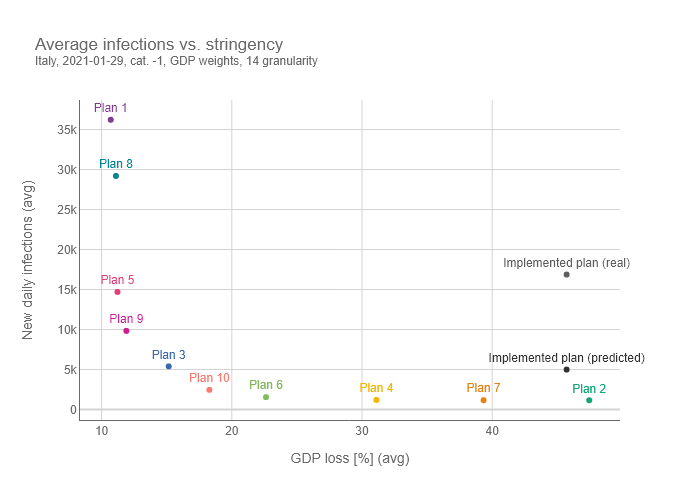 Average infections vs. stringency
Italy, 2021-01-29, cat. -1, GDP weights, 14 granularity
Plan 1
35k
Plan 8
30k
25k
20k
Implemented plan (real)
Plan 5
15k
Plan 9
10k
Plan 3
Implemented plan (predicted)
5k
Plan 10
Plan 6
Plan 4
Plan 7
Plan 2
0
New daily infections (avg)
10
20
30
40
GDP loss [%] (avg)